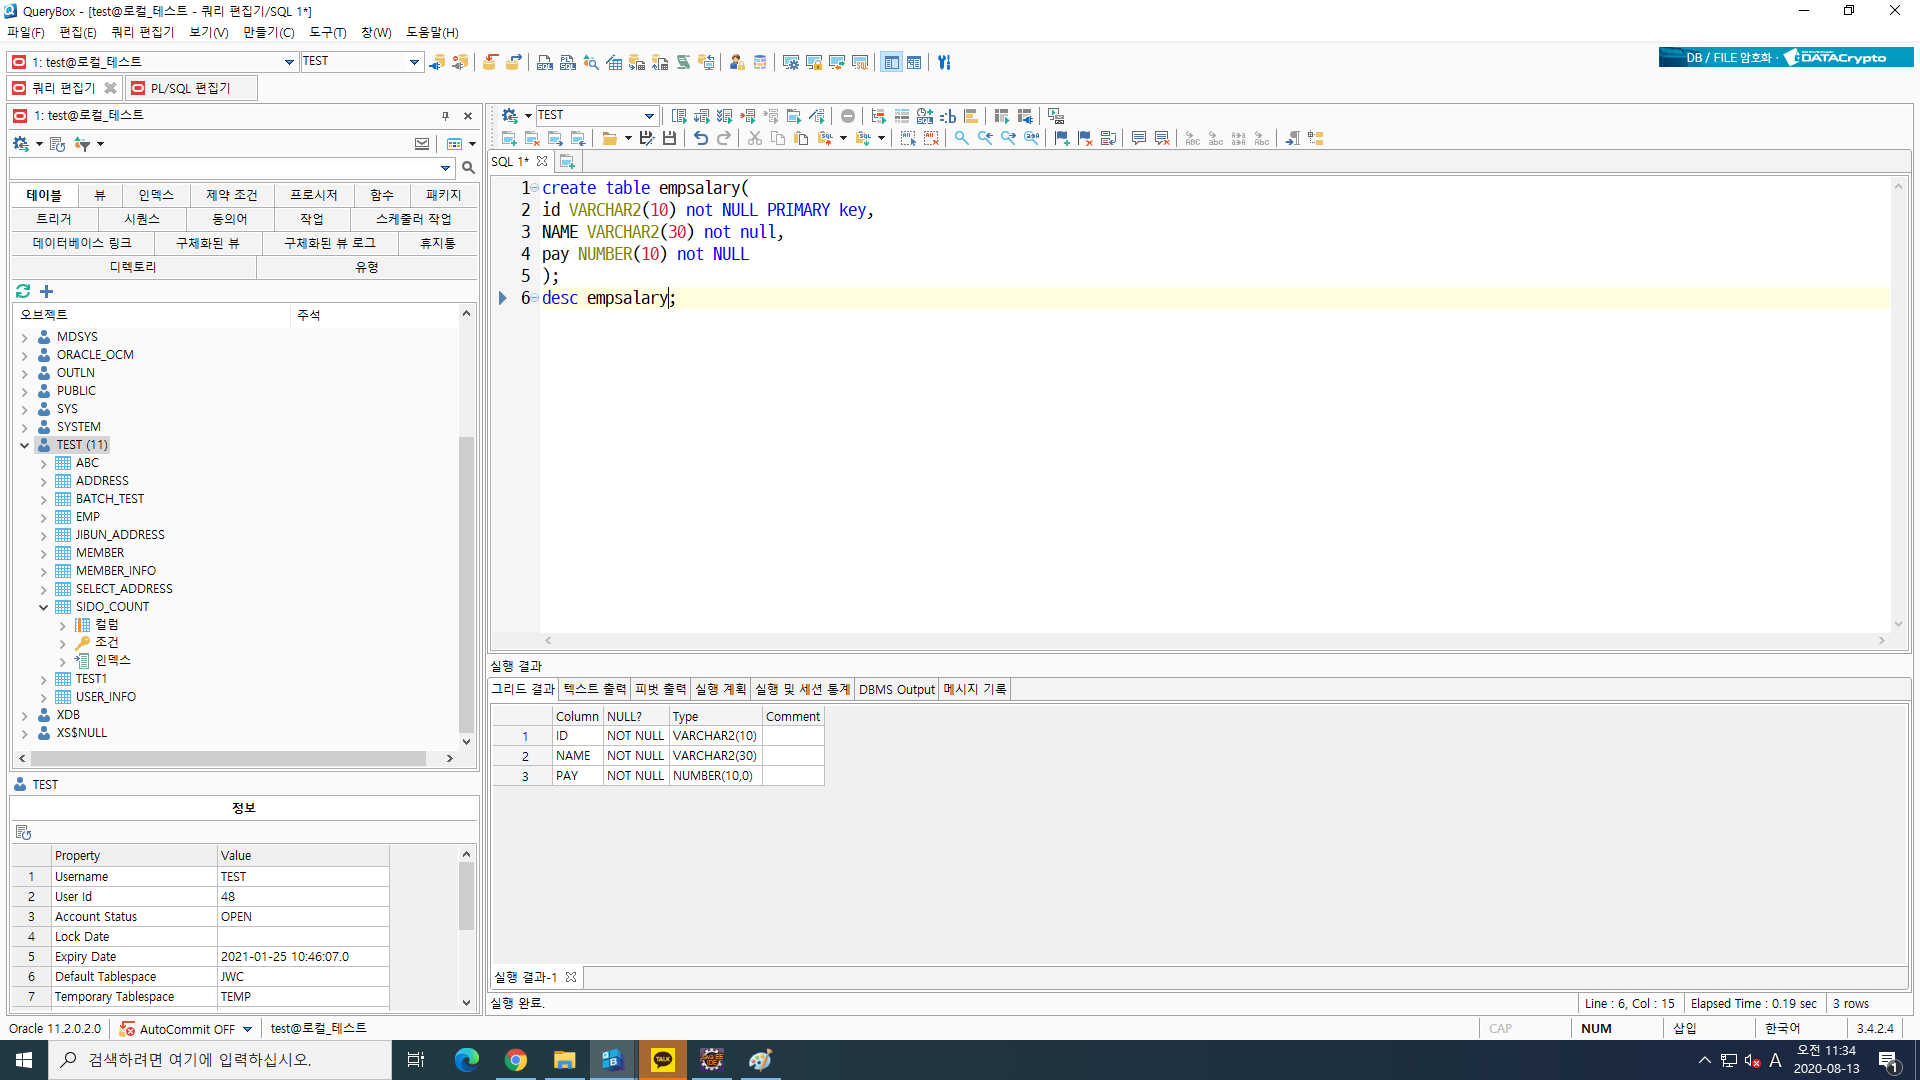 QueryBox - [test@로컬_테스트 - 쿼리 편집기/SQL 1*]
파일(F) 편집(E) 쿼리 편집기 보기(V) 만들기(C) 도구(T) 창(W) 도움말(H)
1: test@로컬_테스트 TEST
DB / FILE 암호화 · DATACrypto
쿼리 편집기 PL/SQL 편집기
1: test@로컬_테스트
TEST
SQL 1*
테이블 뷰 인덱스 제약 조건 프로시저 함수 패키지
트리거 시퀀스 동의어 작업 스케줄러 작업
데이터베이스 링크 구체화된 뷰 구체화된 뷰 로그 휴지통
디렉토리 유형
오브젝트 주석
MDSYS
ORACLE_OCM
OUTLN
PUBLIC
SYS
SYSTEM
TEST (11)
ABC
ADDRESS
BATCH_TEST
EMP
JIBUN_ADDRESS
MEMBER
MEMBER_INFO
SELECT_ADDRESS
SIDO_COUNT
컬럼
조건
인덱스
TEST1
USER_INFO
XDB
XS$NULL
TEST
정보
Property Value
1 Username TEST
2 User Id 48
3 Account Status OPEN
4 Lock Date
5 Expiry Date 2021-01-25 10:46:07.0
6 Default Tablespace JWC
7 Temporary Tablespace TEMP
1 create table empsalary(
2 id VARCHAR2(10) not NULL PRIMARY key,
3 NAME VARCHAR2(30) not null,
4 pay NUMBER(10) not NULL
5 );
6 desc empsalary;
실행 결과
그리드 결과 텍스트 출력 피벗 출력 실행 계획 실행 및 세션 통계 DBMS Output 메시지 기록
Column NULL? Type Comment
1 ID NOT NULL VARCHAR2(10)
2 NAME NOT NULL VARCHAR2(30)
3 PAY NOT NULL NUMBER(10,0)
실행 결과-1
실행 완료. Line : 6, Col : 15 Elapsed Time : 0.19 sec 3 rows
Oracle 11.2.0.2.0 AutoCommit OFF test@로컬_테스트 CAP NUM 삽입 한국어 3.4.2.4
검색하려면 여기에 입력하십시오. TALK A 오전 11:34
2020-08-13 1